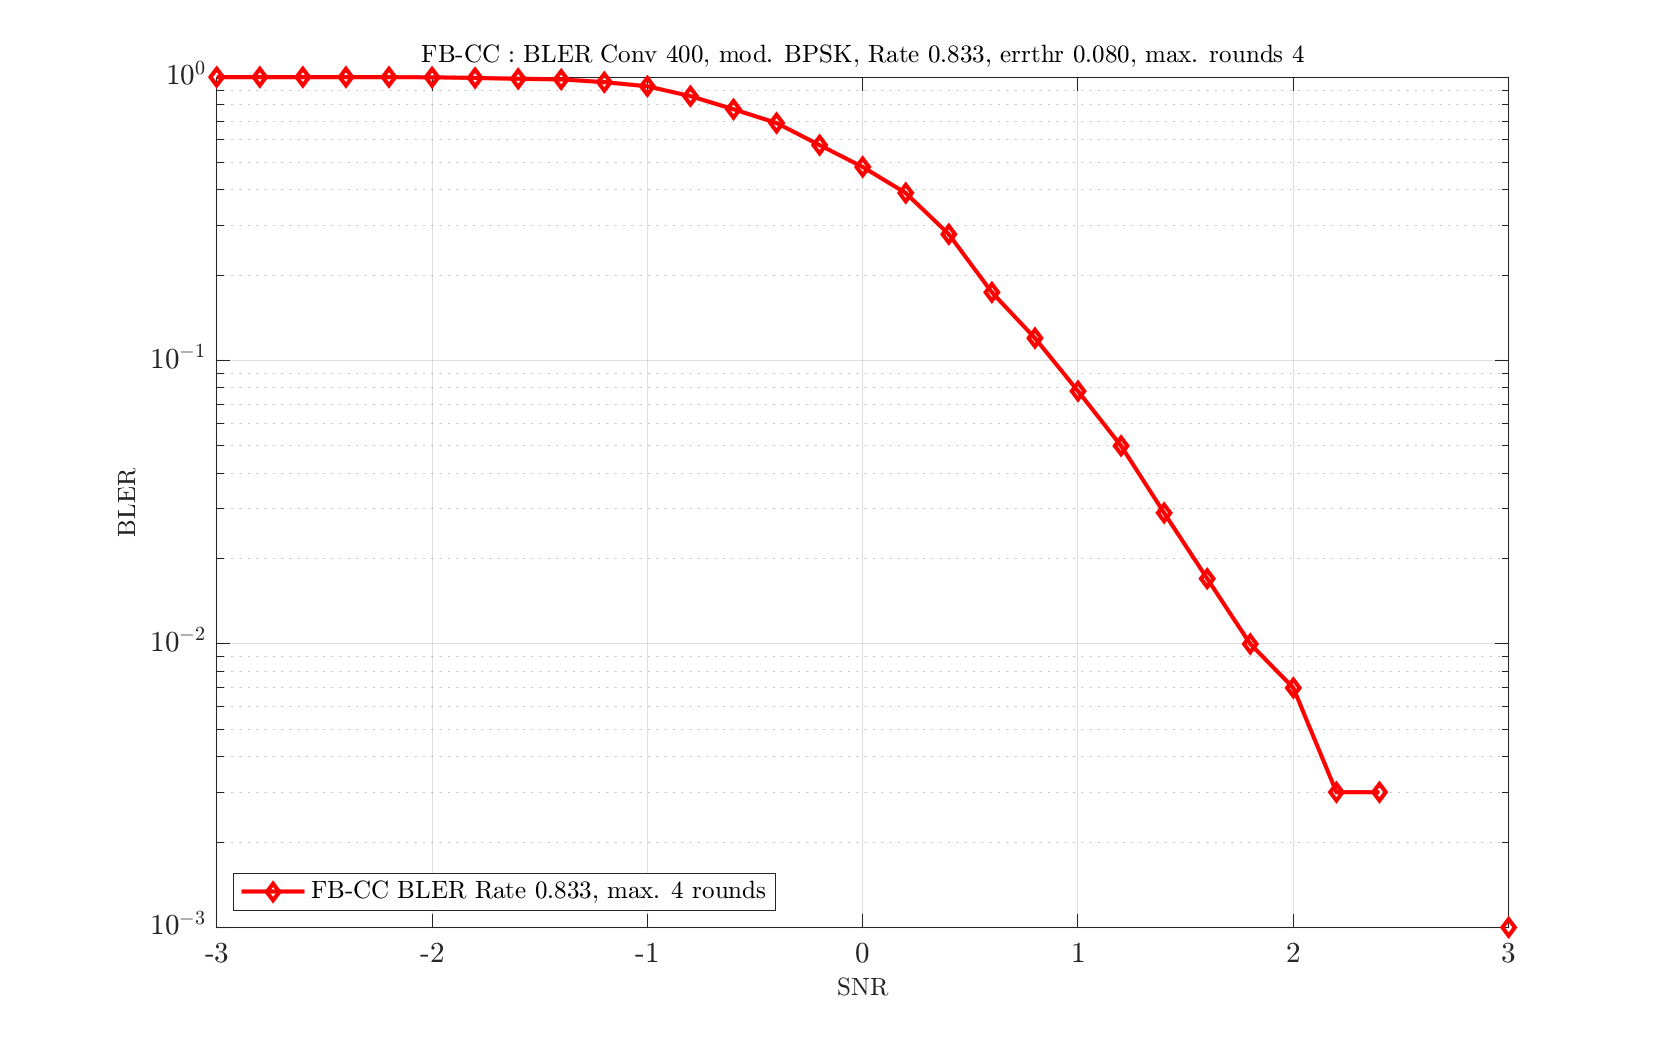 FB-CC : BLER Conv 400, mod. BPSK, Rate 0.833, errthr 0.080, max. rounds 4
10^0
10^-1
BLER
10^-2
FB-CC BLER Rate 0.833, max. 4 rounds
10^-3
-3 -2 -1 0 1 2 3
SNR